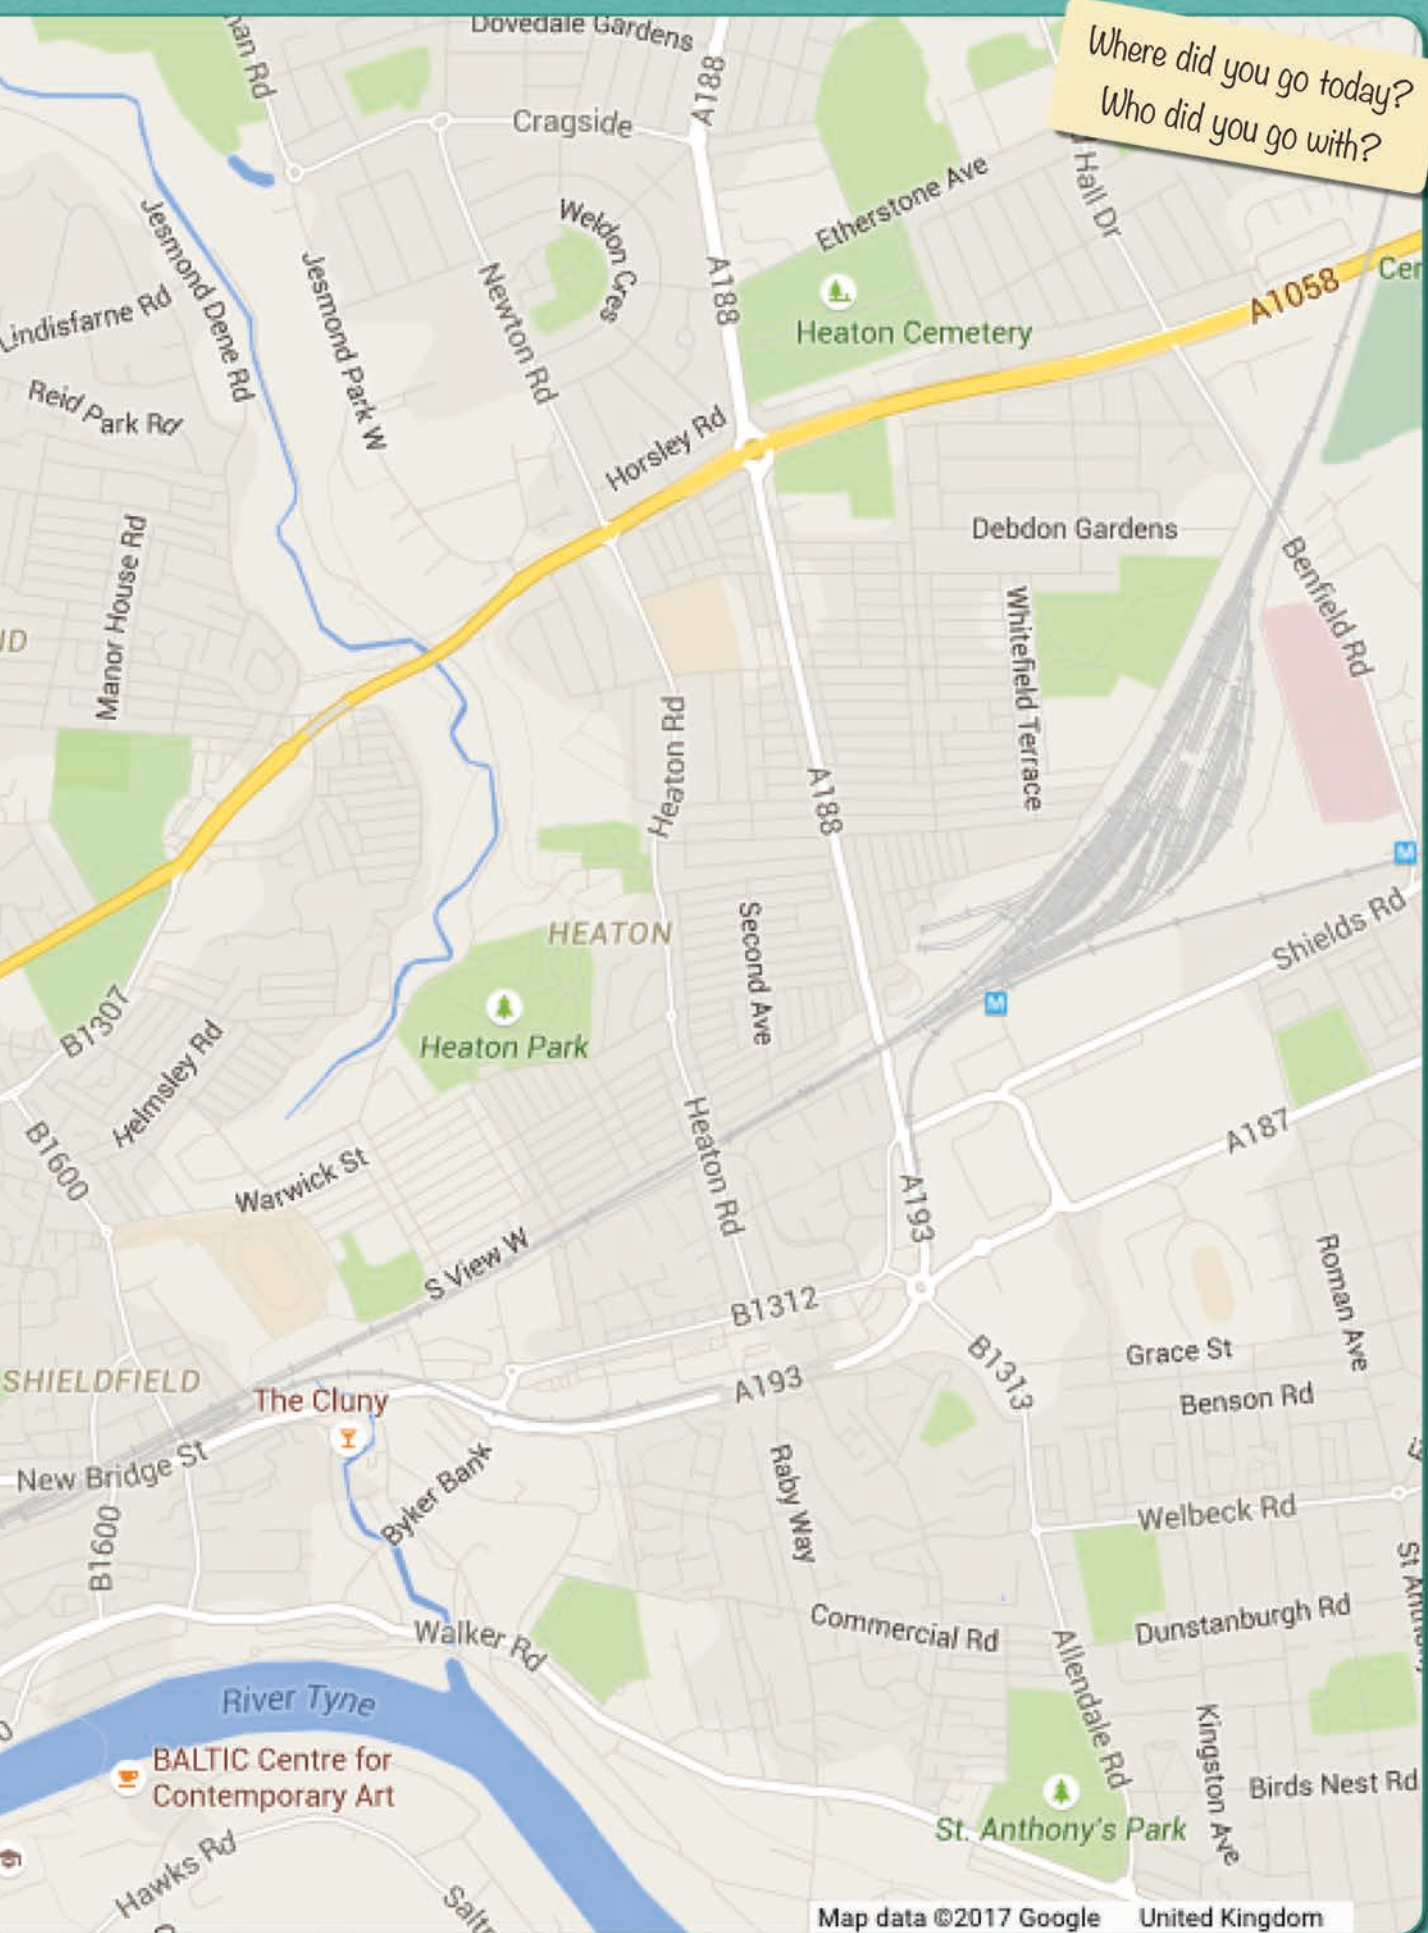 Where did you go today?
Who did you go with?
Dovedale Gardens
A188
Cragside
Etherstone Ave
Hall Dr
Weldon Cres
Jesmond Dene Rd
Jesmond Park W
Newton Rd
A188
Heaton Cemetery
A1058
Lindisfarne Rd
Reid Park Rd
Horsley Rd
Manor House Rd
Debdon Gardens
Benfield Rd
Whitefield Terrace
Heaton Rd
A188
HEATON
Second Ave
Shields Rd
M
M
B1307
Heaton Park
Helmsley Rd
B1600
Warwick St
Heaton Rd
A187
A193
S View W
B1312
Roman Ave
Grace St
B1313
Benson Rd
SHIELDFIELD
The Cluny
A193
New Bridge St
Byker Bank
Raby Way
Welbeck Rd
B1600
Walker Rd
Commercial Rd
Dunstanburgh Rd
Allendale Rd
River Tyne
BALTIC Centre for
Contemporary Art
Kingston Ave
Birds Nest Rd
St. Anthony's Park
Hawks Rd
Map data ©2017 Google
United Kingdom